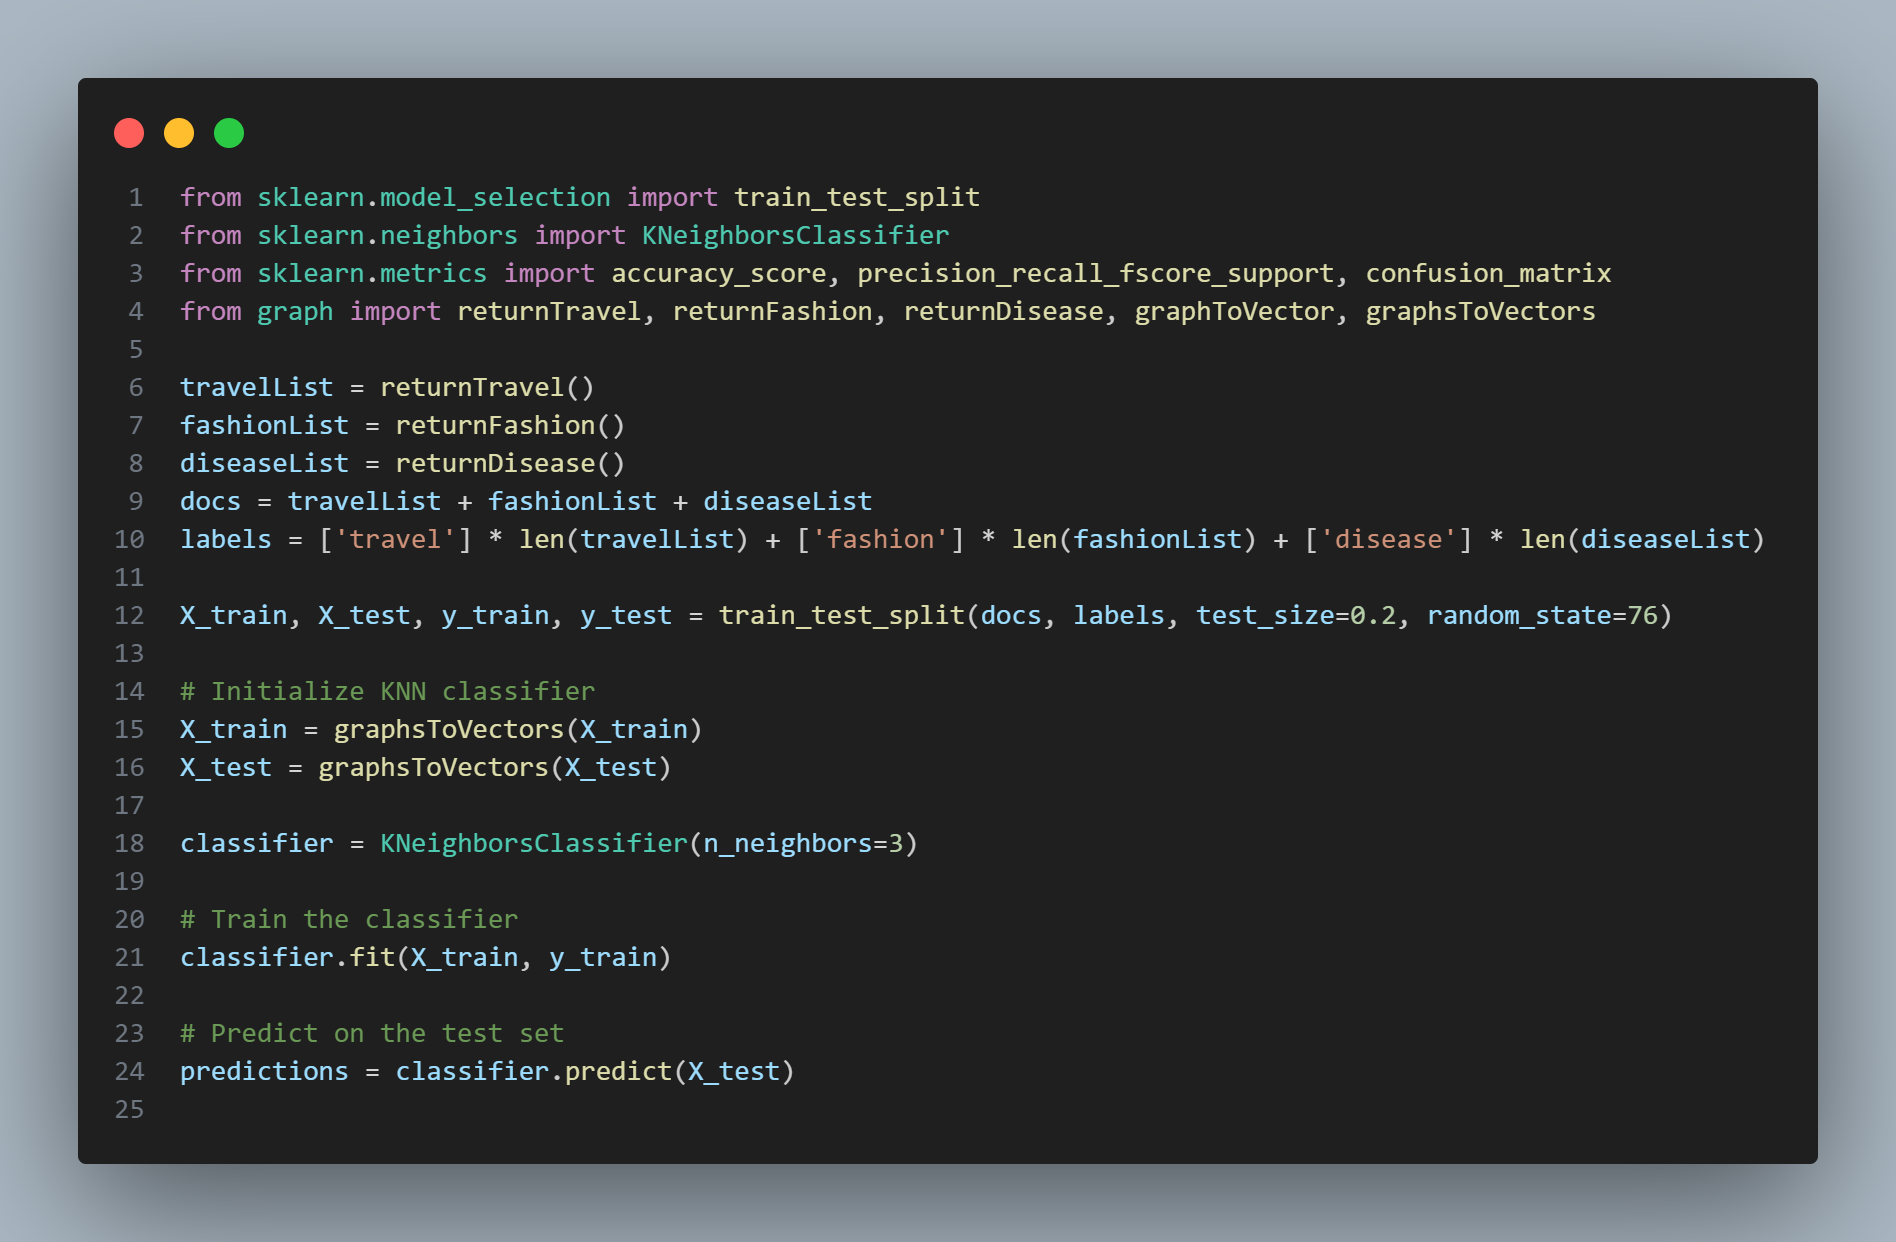 1 from sklearn.model_selection import train_test_split
2 from sklearn.neighbors import KNeighborsClassifier
3 from sklearn.metrics import accuracy_score, precision_recall_fscore_support, confusion_matrix
4 from graph import returnTravel, returnFashion, returnDisease, graphToVector, graphsToVectors
5
6 travelList = returnTravel()
7 fashionList = returnFashion()
8 diseaseList = returnDisease()
9 docs = travelList + fashionList + diseaseList
10 labels = ['travel'] * len(travelList) + ['fashion'] * len(fashionList) + ['disease'] * len(diseaseList)
11
12 X_train, X_test, y_train, y_test = train_test_split(docs, labels, test_size=0.2, random_state=76)
13
14 # Initialize KNN classifier
15 X_train = graphsToVectors(X_train)
16 X_test = graphsToVectors(X_test)
17
18 classifier = KNeighborsClassifier(n_neighbors=3)
19
20 # Train the classifier
21 classifier.fit(X_train, y_train)
22
23 # Predict on the test set
24 predictions = classifier.predict(X_test)
25